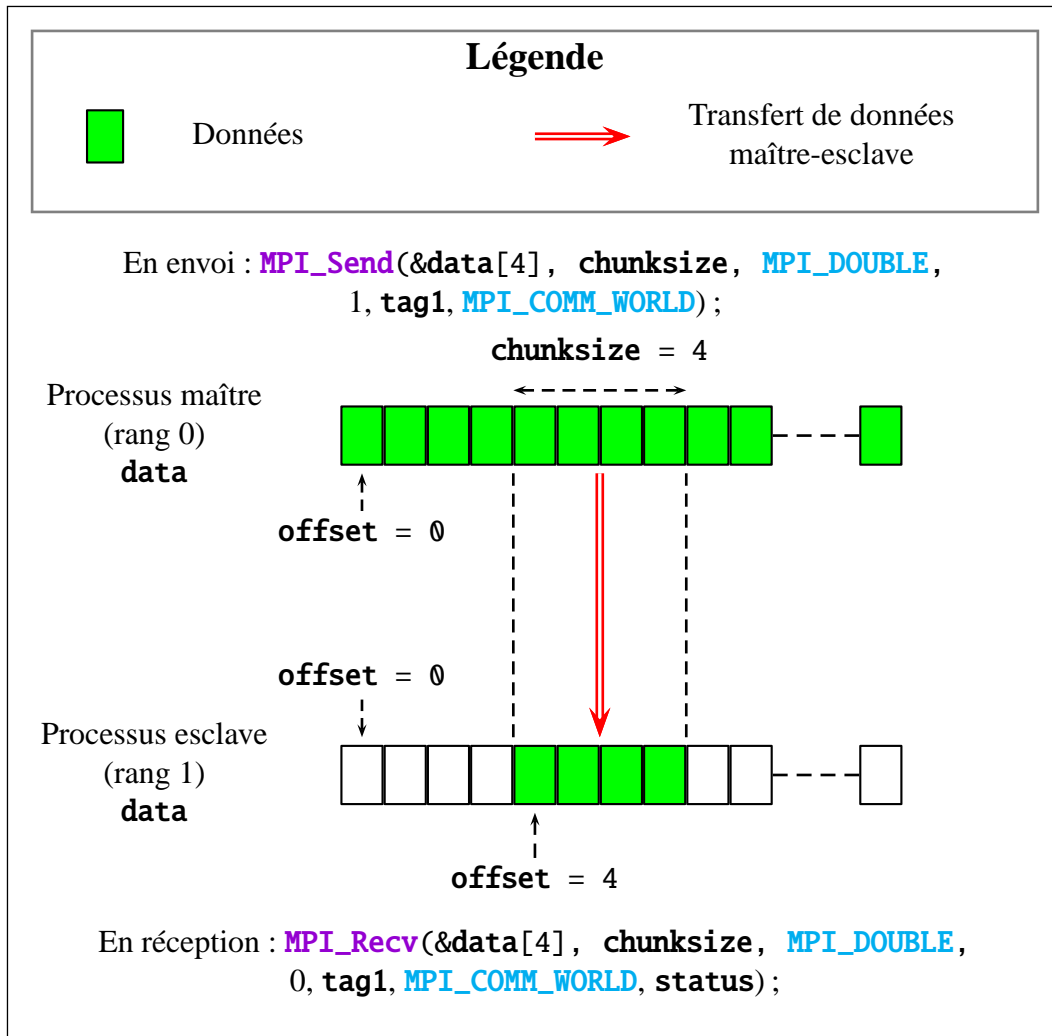 Légende
Données
Transfert de données
maître-esclave
En envoi : MPI_Send(&data[4], chunksize, MPI_DOUBLE,
1, tag1, MPI_COMM_WORLD) ;
chunksize = 4
Processus maître
(rang 0)
data
offset = 0
offset = 0
Processus esclave
(rang 1)
data
offset = 4
En réception : MPI_Recv(&data[4], chunksize, MPI_DOUBLE,
0, tag1, MPI_COMM_WORLD, status) ;